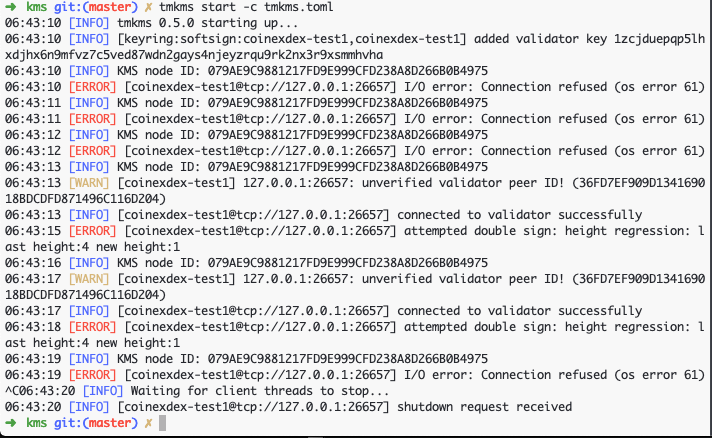 ➜ kms git:(master) ✗ tmkms start -c tmkms.toml
06:43:10 [INFO] tmkms 0.5.0 starting up...
06:43:10 [INFO] [keyring:softsign:coinexdex-test1,coinexdex-test1] added validator key 1zcjduepqp5lh
xdjhx6n9mfvz7c5ved87wdn2gays4njeyzrqu9rk2nx3r9xsmmhvha
06:43:10 [INFO] KMS node ID: 079AE9C9881217FD9E999CFD238A8D266B0B4975
06:43:10 [ERROR] [coinexdex-test1@tcp://127.0.0.1:26657] I/O error: Connection refused (os error 61)
06:43:11 [INFO] KMS node ID: 079AE9C9881217FD9E999CFD238A8D266B0B4975
06:43:11 [ERROR] [coinexdex-test1@tcp://127.0.0.1:26657] I/O error: Connection refused (os error 61)
06:43:12 [INFO] KMS node ID: 079AE9C9881217FD9E999CFD238A8D266B0B4975
06:43:12 [ERROR] [coinexdex-test1@tcp://127.0.0.1:26657] I/O error: Connection refused (os error 61)
06:43:13 [INFO] KMS node ID: 079AE9C9881217FD9E999CFD238A8D266B0B4975
06:43:13 [WARN] [coinexdex-test1] 127.0.0.1:26657: unverified validator peer ID! (36FD7EF909D1341690
18BDCDFD871496C116D204)
06:43:13 [INFO] [coinexdex-test1@tcp://127.0.0.1:26657] connected to validator successfully
06:43:15 [ERROR] [coinexdex-test1@tcp://127.0.0.1:26657] attempted double sign: height regression: l
ast height:4 new height:1
06:43:16 [INFO] KMS node ID: 079AE9C9881217FD9E999CFD238A8D266B0B4975
06:43:17 [WARN] [coinexdex-test1] 127.0.0.1:26657: unverified validator peer ID! (36FD7EF909D1341690
18BDCDFD871496C116D204)
06:43:17 [INFO] [coinexdex-test1@tcp://127.0.0.1:26657] connected to validator successfully
06:43:18 [ERROR] [coinexdex-test1@tcp://127.0.0.1:26657] attempted double sign: height regression: l
ast height:4 new height:1
06:43:19 [INFO] KMS node ID: 079AE9C9881217FD9E999CFD238A8D266B0B4975
06:43:19 [ERROR] [coinexdex-test1@tcp://127.0.0.1:26657] I/O error: Connection refused (os error 61)
^C06:43:20 [INFO] Waiting for client threads to stop...
06:43:20 [INFO] [coinexdex-test1@tcp://127.0.0.1:26657] shutdown request received
➜ kms git:(master) ✗